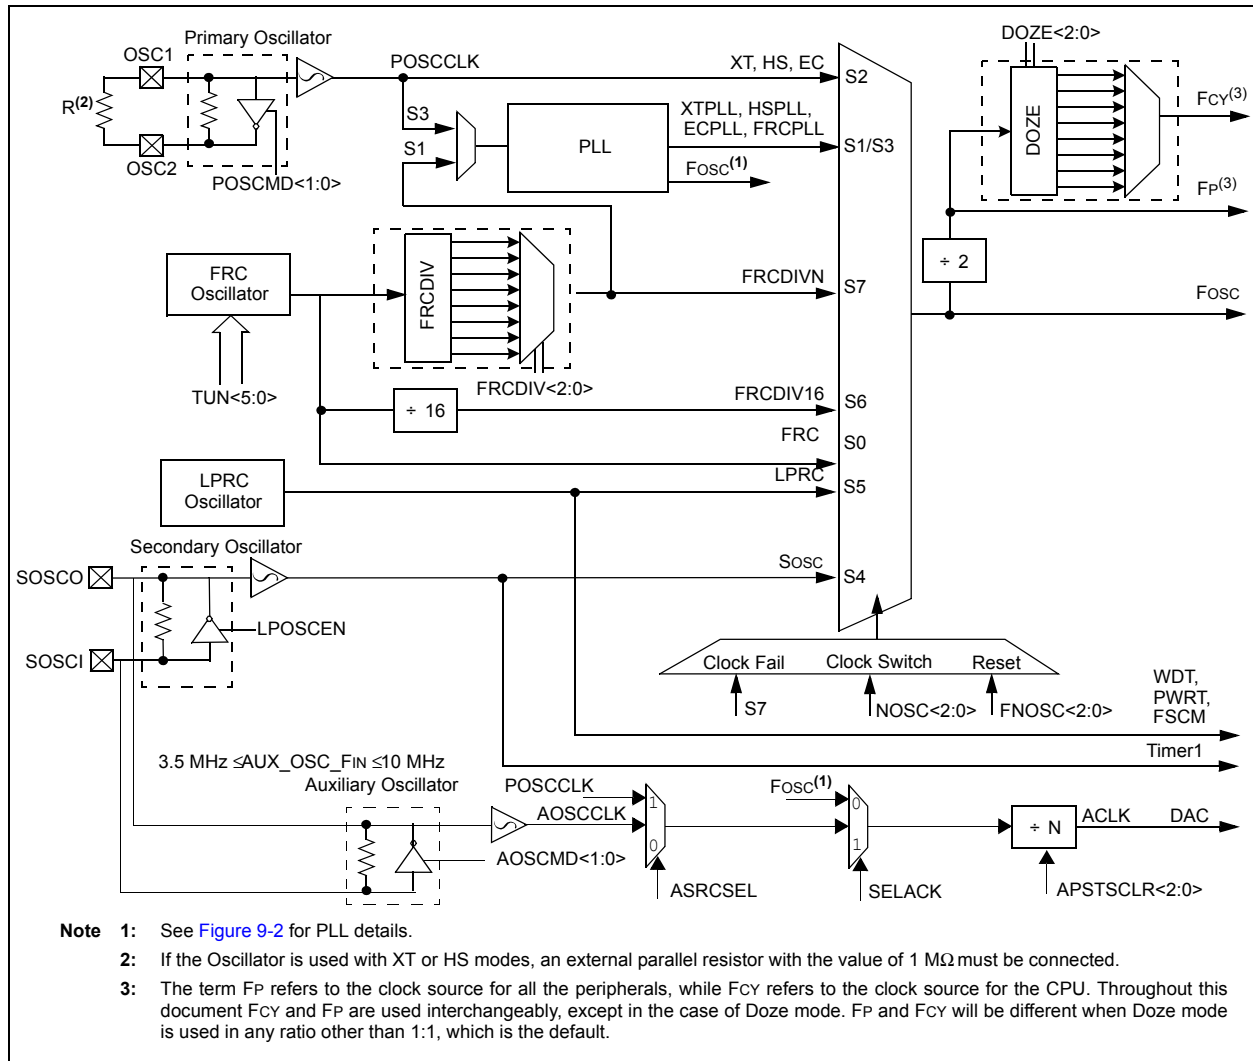 Primary Oscillator
DOZE<2:0>
OSC1
POSCCLK
XT, HS, EC
S2
R(2)
S3
XTPLL, HSPLL,
ECPLL, FRCPLL
PLL
S1/S3
DOZE
FCY(3)
S1
OSC2
POSCMD<1:0>
FOSC(1)
FP(3)
÷ 2
FRC
Oscillator
FRCDIV
FRCDIVN
S7
FOSC
TUN<5:0>
FRCDIV<2:0>
÷ 16
FRCDIV16
S6
FRC
S0
LPRC
Oscillator
LPRC
S5
Secondary Oscillator
SOSCO
SOSC
S4
LPOSCEN
SOSCI
Clock Fail
Clock Switch
Reset
S7
NOSC<2:0>
FNOSC<2:0>
WDT,
PWRT,
FSCM
Timer1
3.5 MHz ≤AUX_OSC_FIN ≤10 MHz
Auxiliary Oscillator
POSCCLK
FOSC(1)
1
0
AOSCCLK
÷ N
ACLK
DAC
0
1
AOSCMD<1:0>
ASRCSEL
SELACK
APSTSCLR<2:0>
Note 1: See Figure 9-2 for PLL details.
2: If the Oscillator is used with XT or HS modes, an external parallel resistor with the value of 1 MΩ must be connected.
3: The term FP refers to the clock source for all the peripherals, while FCY refers to the clock source for the CPU. Throughout this
document FCY and FP are used interchangeably, except in the case of Doze mode. FP and FCY will be different when Doze mode
is used in any ratio other than 1:1, which is the default.